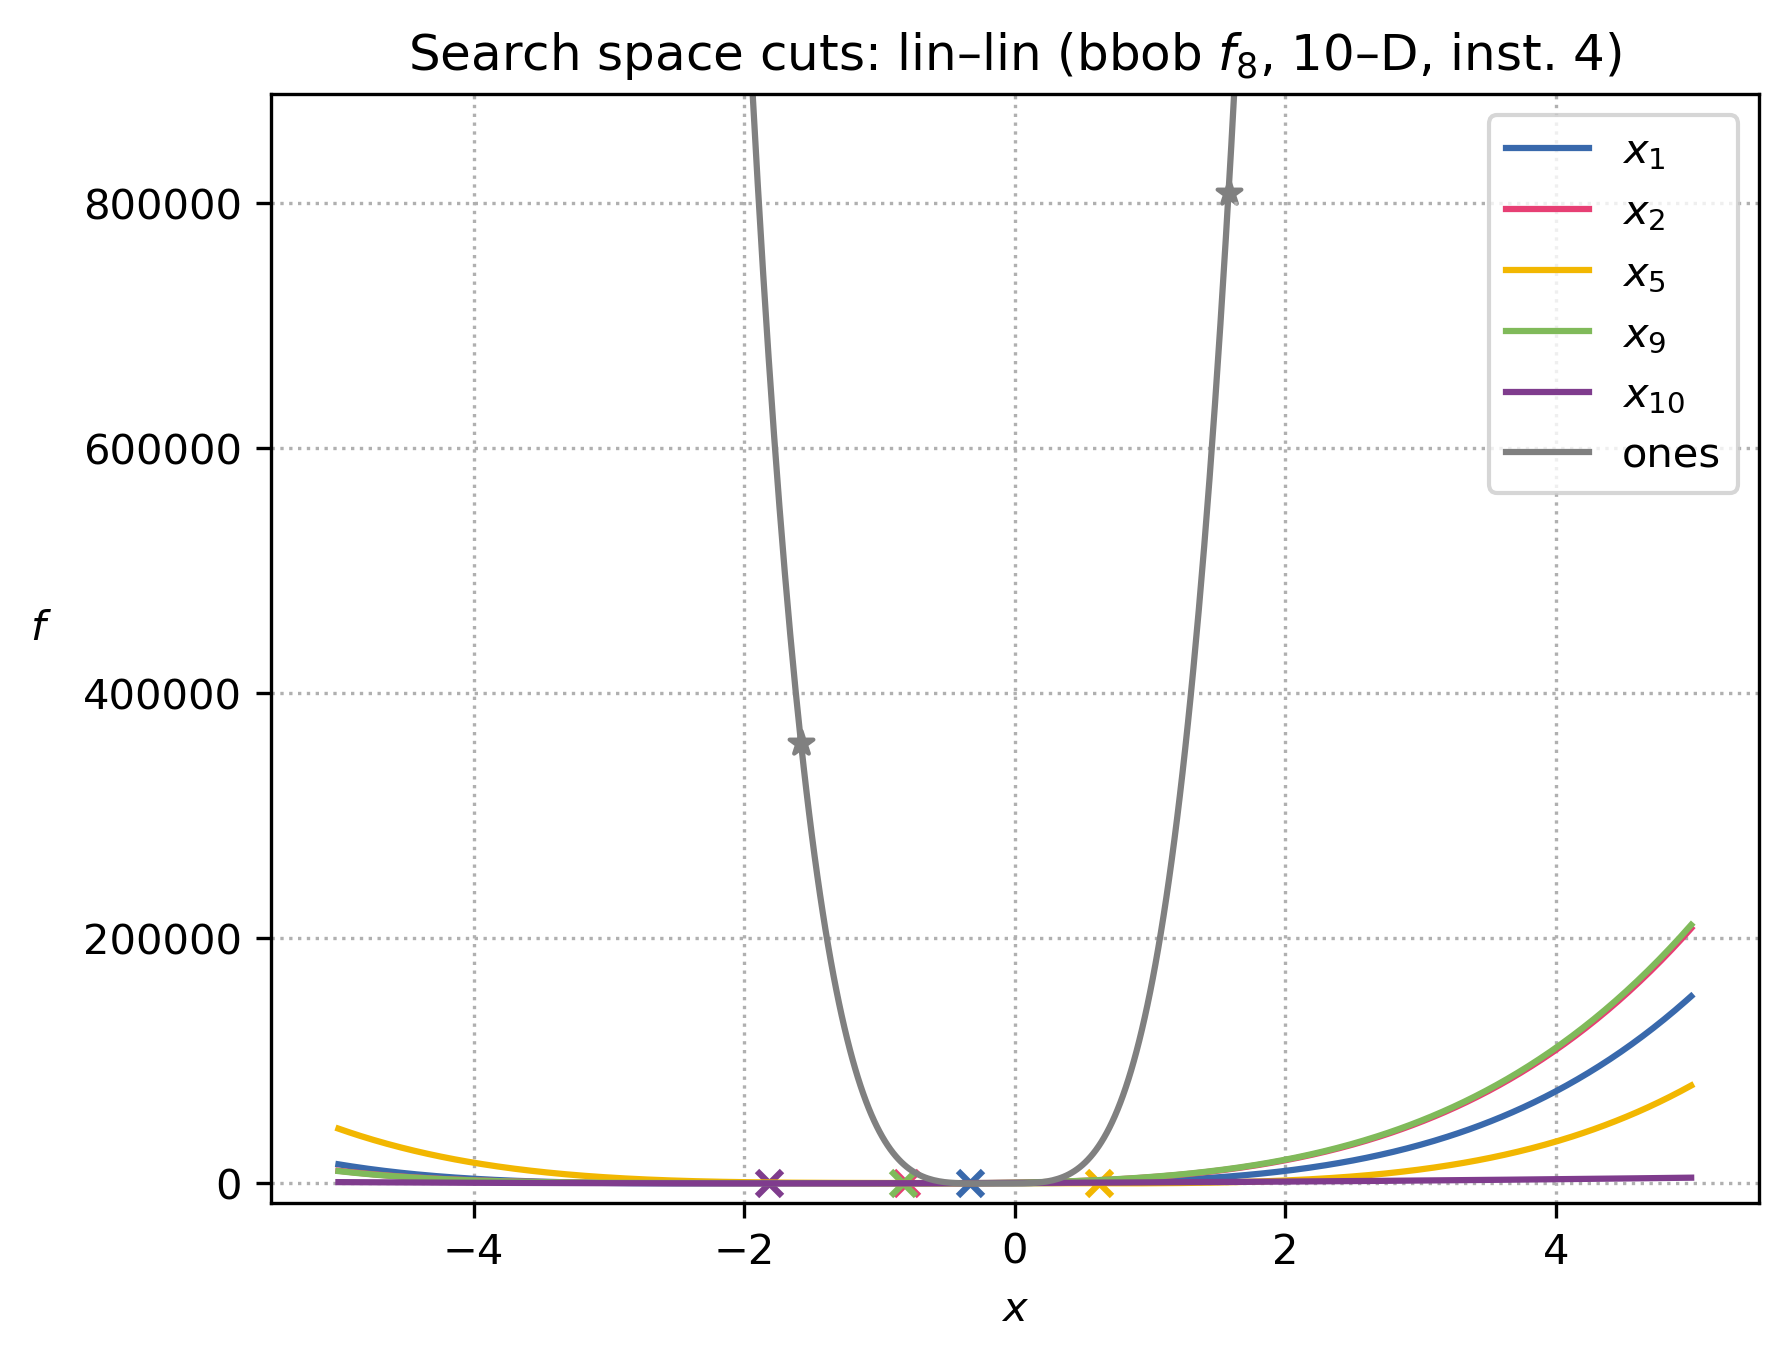 Search space cuts: lin–lin (bbob f₈, 10–D, inst. 4)
x₁
x₂
x₅
x₉
x₁₀
ones
800000
600000
400000
200000
0
f
−4 −2 0 2 4
x